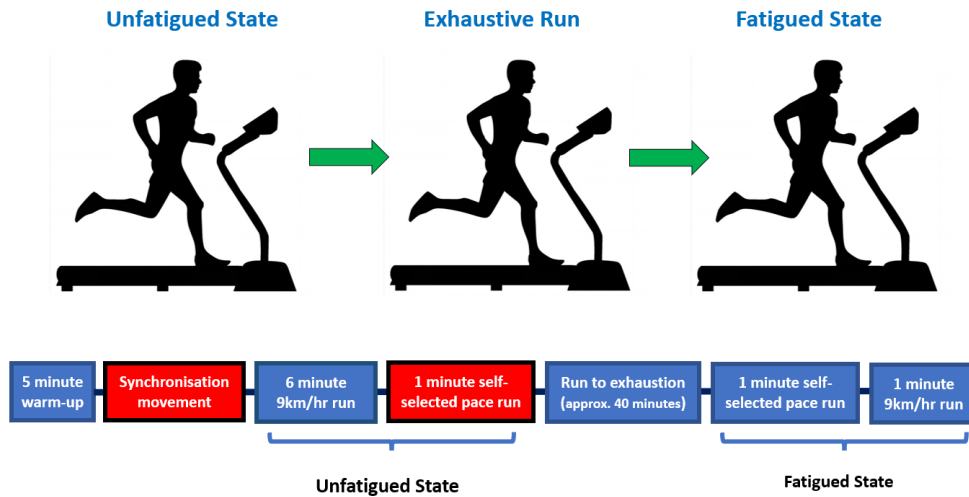 Unfatigued State
Exhaustive Run
Fatigued State
5 minute
warm-up
Synchronisation
movement
6 minute
9km/hr run
1 minute self-
selected pace run
Run to exhaustion
(approx. 40 minutes)
1 minute self-
selected pace run
1 minute
9km/hr run
Unfatigued State
Fatigued State